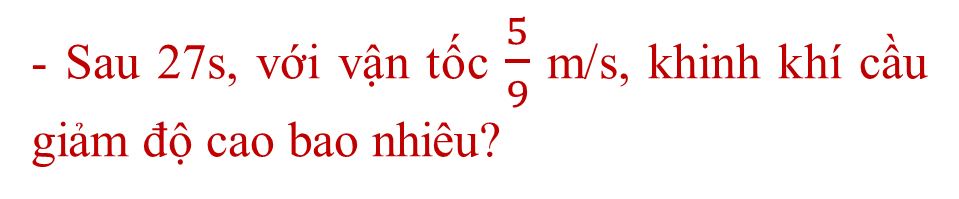 - Sau 27s, với vận tốc 5/9 m/s, khinh khí cầu
giảm độ cao bao nhiêu?